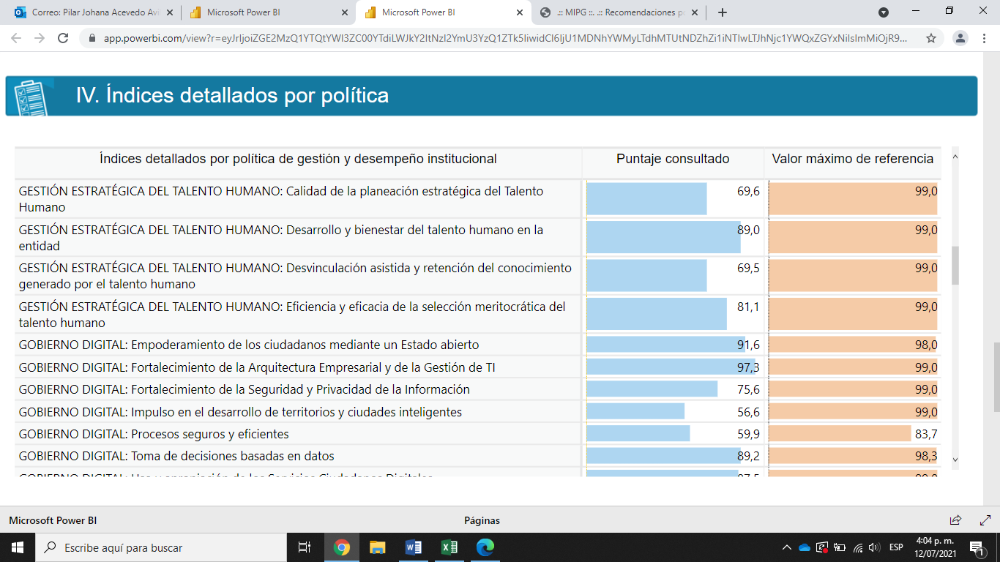 Correo: Pilar Johana Acevedo Avi
Microsoft Power BI
Microsoft Power BI
.:: MIPG ::. .:: Recomendaciones p
app.powerbi.com/view?r=
IV. Índices detallados por política
Índices detallados por política de gestión y desempeño institucional Puntaje consultado Valor máximo de referencia
GESTIÓN ESTRATÉGICA DEL TALENTO HUMANO: Calidad de la planeación estratégica del Talento 69,6 99,0
Humano
GESTIÓN ESTRATÉGICA DEL TALENTO HUMANO: Desarrollo y bienestar del talento humano en la 89,0 99,0
entidad
GESTIÓN ESTRATÉGICA DEL TALENTO HUMANO: Desvinculación asistida y retención del conocimiento 69,5 99,0
generado por el talento humano
GESTIÓN ESTRATÉGICA DEL TALENTO HUMANO: Eficiencia y eficacia de la selección meritocrática del 81,1 99,0
talento humano
GOBIERNO DIGITAL: Empoderamiento de los ciudadanos mediante un Estado abierto 91,6 98,0
GOBIERNO DIGITAL: Fortalecimiento de la Arquitectura Empresarial y de la Gestión de TI 97,3 99,0
GOBIERNO DIGITAL: Fortalecimiento de la Seguridad y Privacidad de la Información 75,6 99,0
GOBIERNO DIGITAL: Impulso en el desarrollo de territorios y ciudades inteligentes 56,6 99,0
GOBIERNO DIGITAL: Procesos seguros y eficientes 59,9 83,7
GOBIERNO DIGITAL: Toma de decisiones basadas en datos 89,2 98,3
Microsoft Power BI
Páginas
Escribe aquí para buscar
ESP
4:04 p. m.
12/07/2021
1